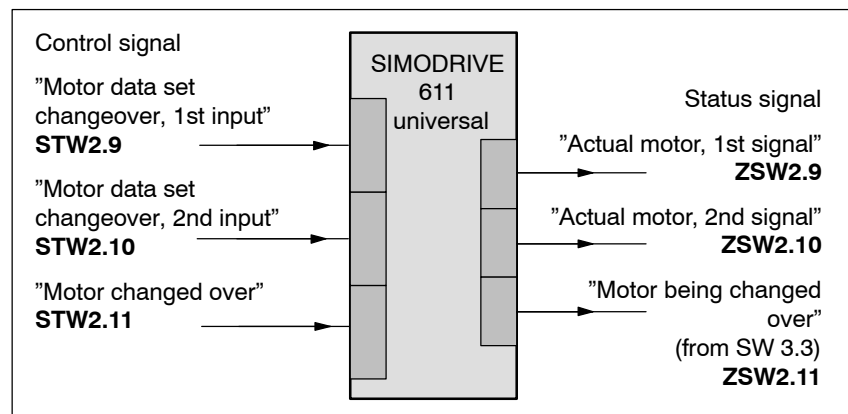 Control signal
”Motor data set
changeover, 1st input”
STW2.9
”Motor data set
changeover, 2nd input”
STW2.10
”Motor changed over”
STW2.11
SIMODRIVE
611
universal
Status signal
”Actual motor, 1st signal”
ZSW2.9
”Actual motor, 2nd signal”
ZSW2.10
”Motor being changed
over”
(from SW 3.3)
ZSW2.11